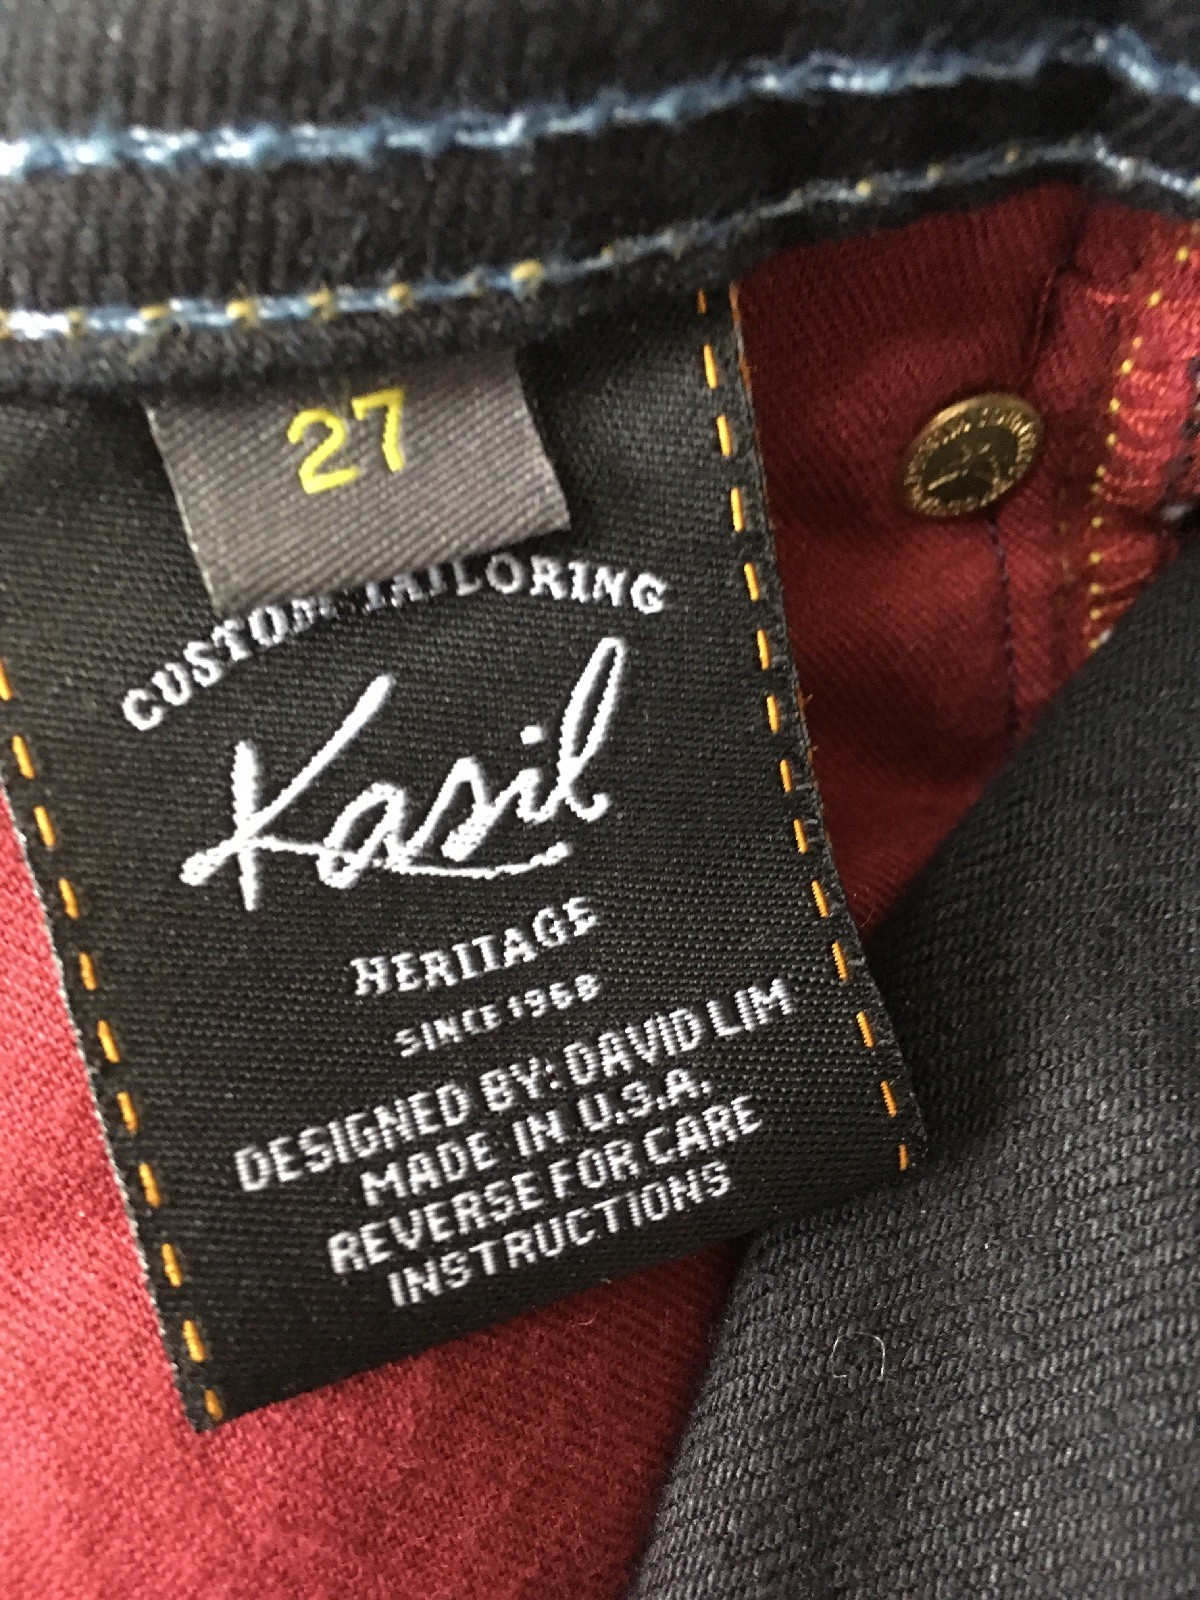 27
CUSTOM TAILORING
Kasil
HERITAGE
SINCE 1968
DESIGNED BY: DAVID LIM
MADE IN U.S.A.
REVERSE FOR CARE
INSTRUCTIONS